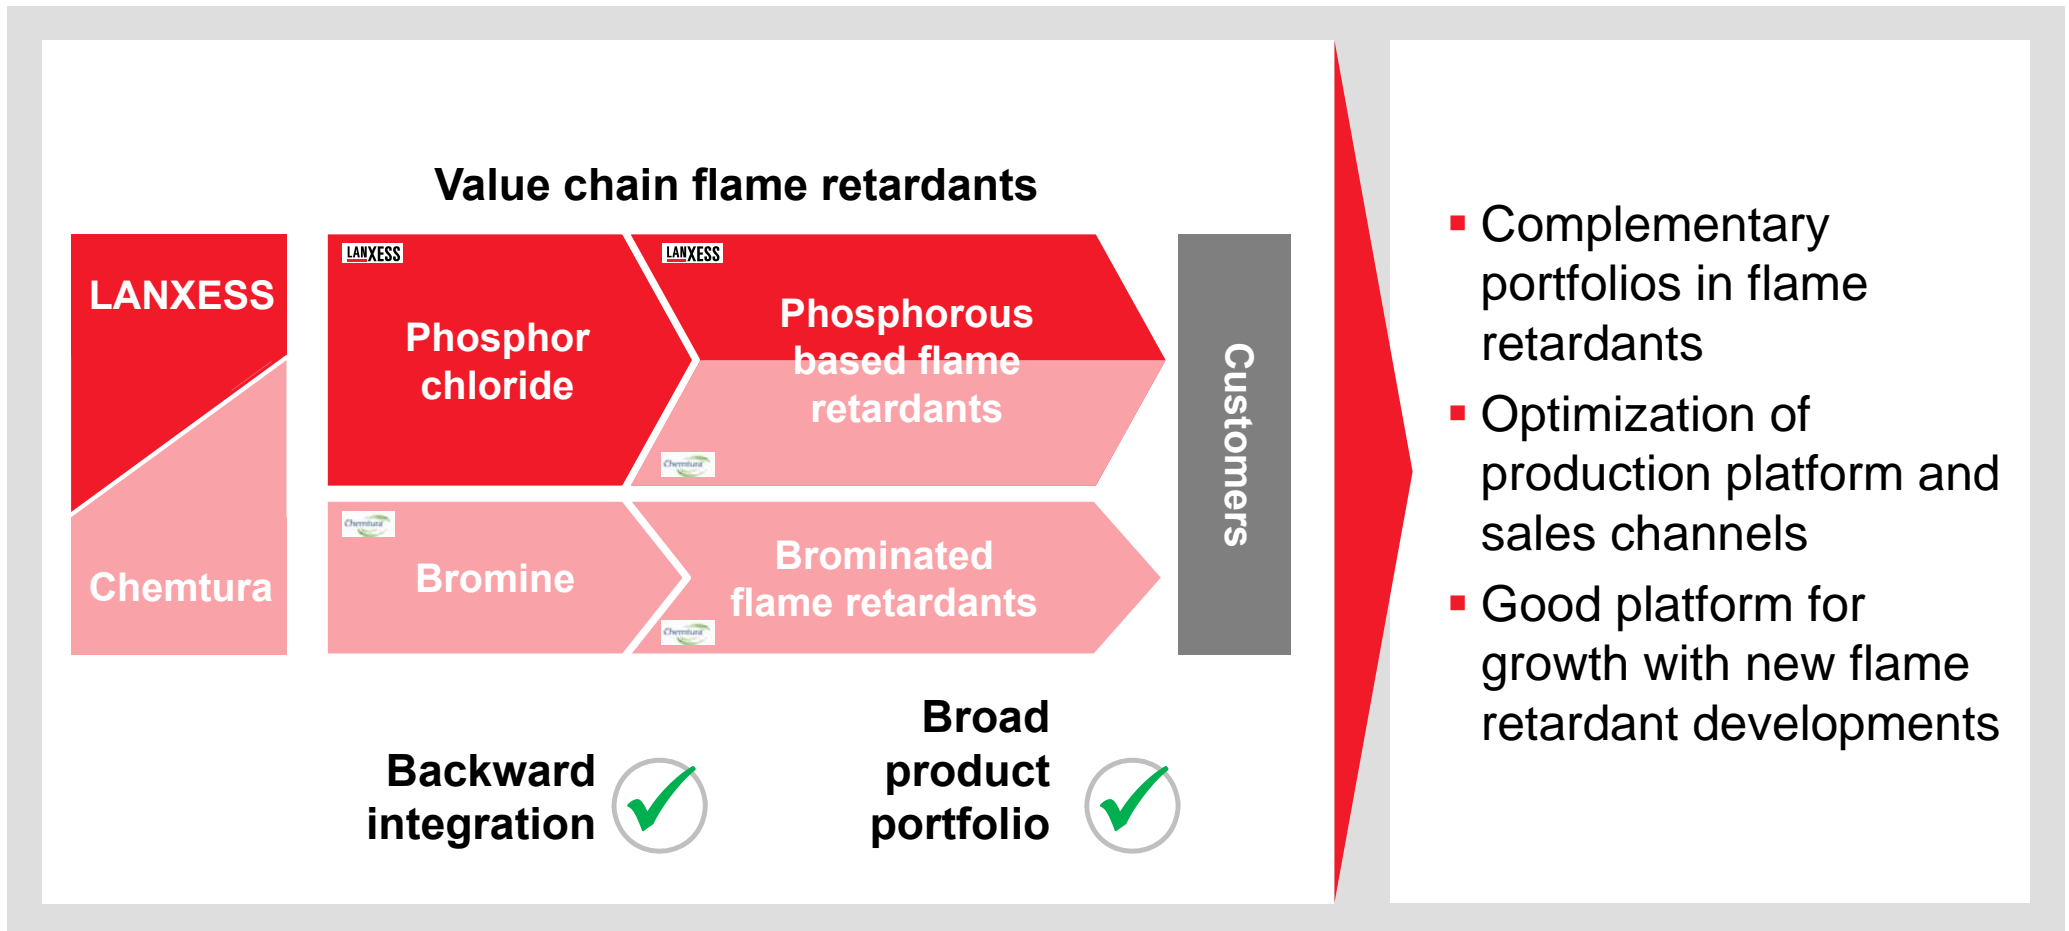 Value chain flame retardants
LANXESS
Chemtura
LANXESS
Phosphor
chloride
LANXESS
Phosphorous
based flame
retardants
Chemtura
Chemtura
Bromine
Brominated
flame retardants
Chemtura
Customers
Backward
integration
Broad
product
portfolio
Complementary
portfolios in flame
retardants
Optimization of
production platform and
sales channels
Good platform for
growth with new flame
retardant developments